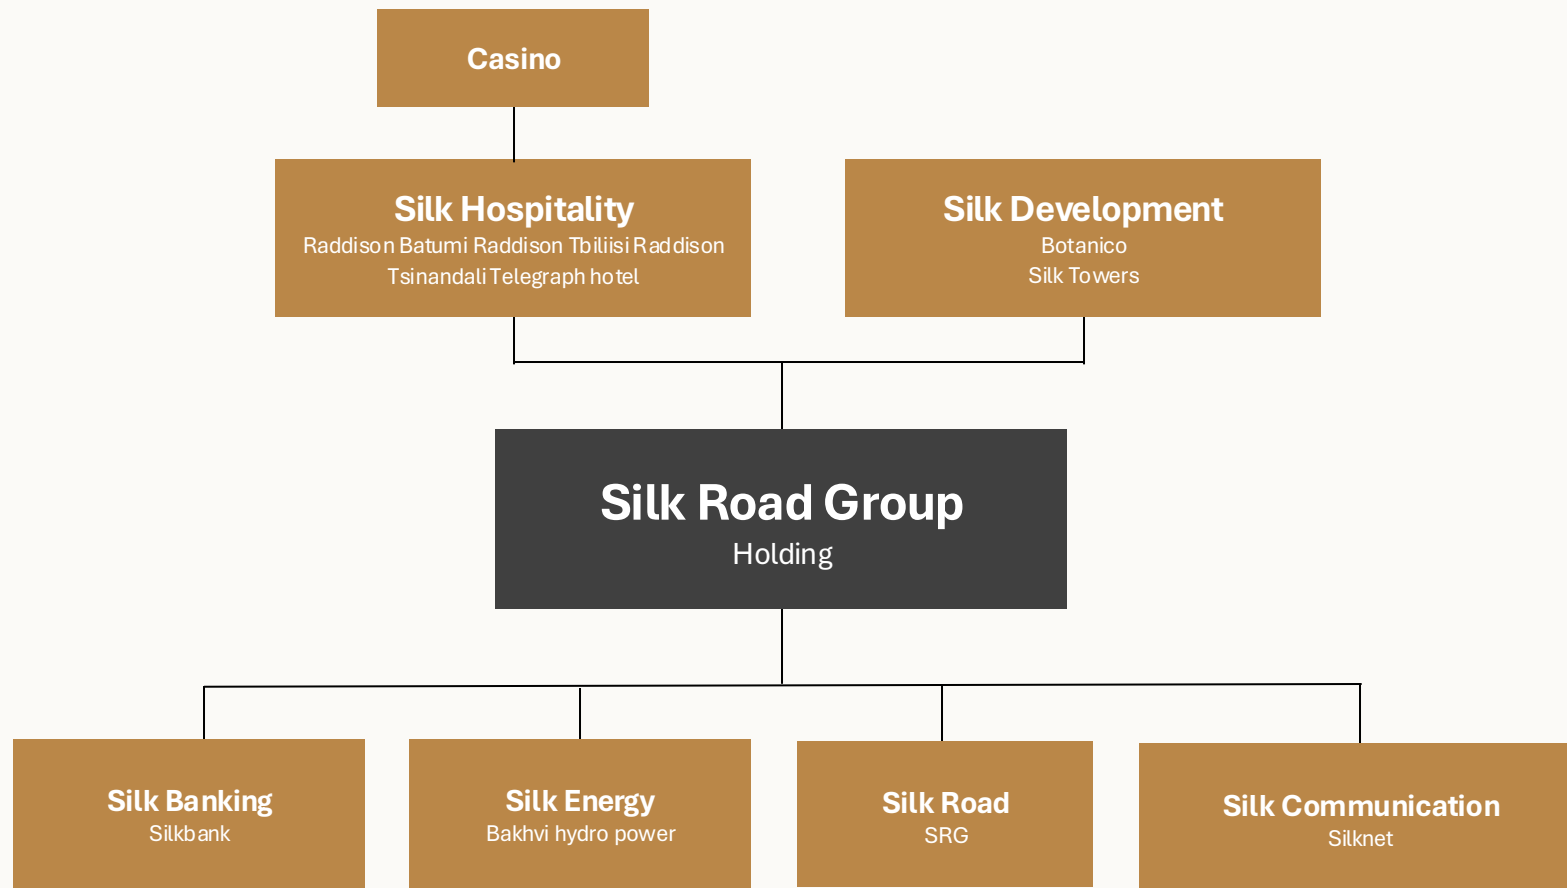 Casino
Silk Hospitality
Raddison Batumi Raddison Tbiliisi Raddison
Tsinandali Telegraph hotel
Silk Development
Botanico
Silk Towers
Silk Road Group
Holding
Silk Banking
Silkbank
Silk Energy
Bakhvi hydro power
Silk Road
SRG
Silk Communication
Silknet